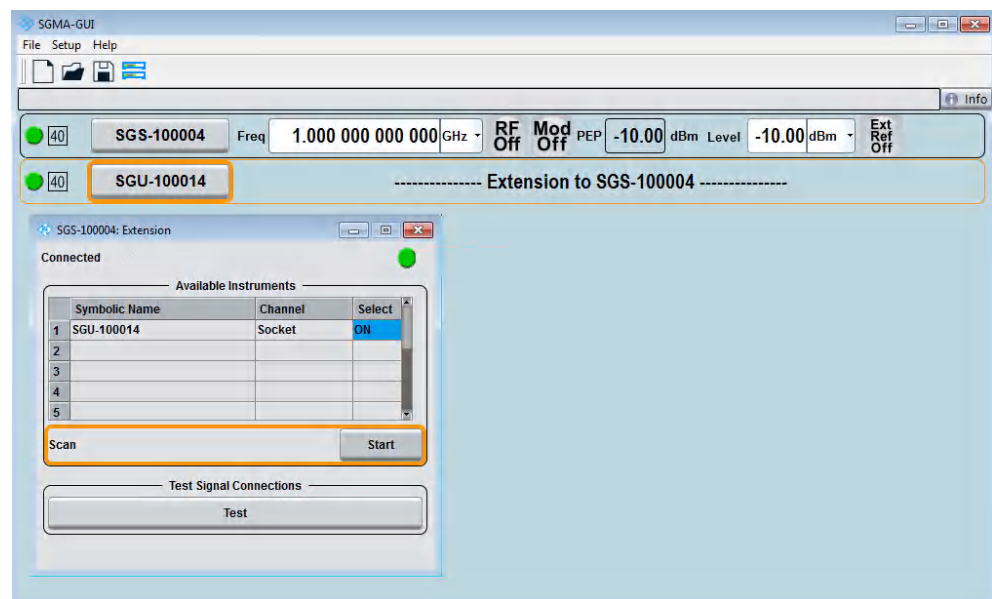 SGMA-GUI
File Setup Help
Info
40 SGS-100004 Freq 1.000 000 000 000 GHz RF Off Mod Off PEP -10.00 dBm Level -10.00 dBm Ext Ref Off
40 SGU-100014 --------------- Extension to SGS-100004 ---------------
SGS-100004: Extension
Connected
Available Instruments
Symbolic Name Channel Select
1 SGU-100014 Socket ON
2
3
4
5
Scan Start
Test Signal Connections
Test